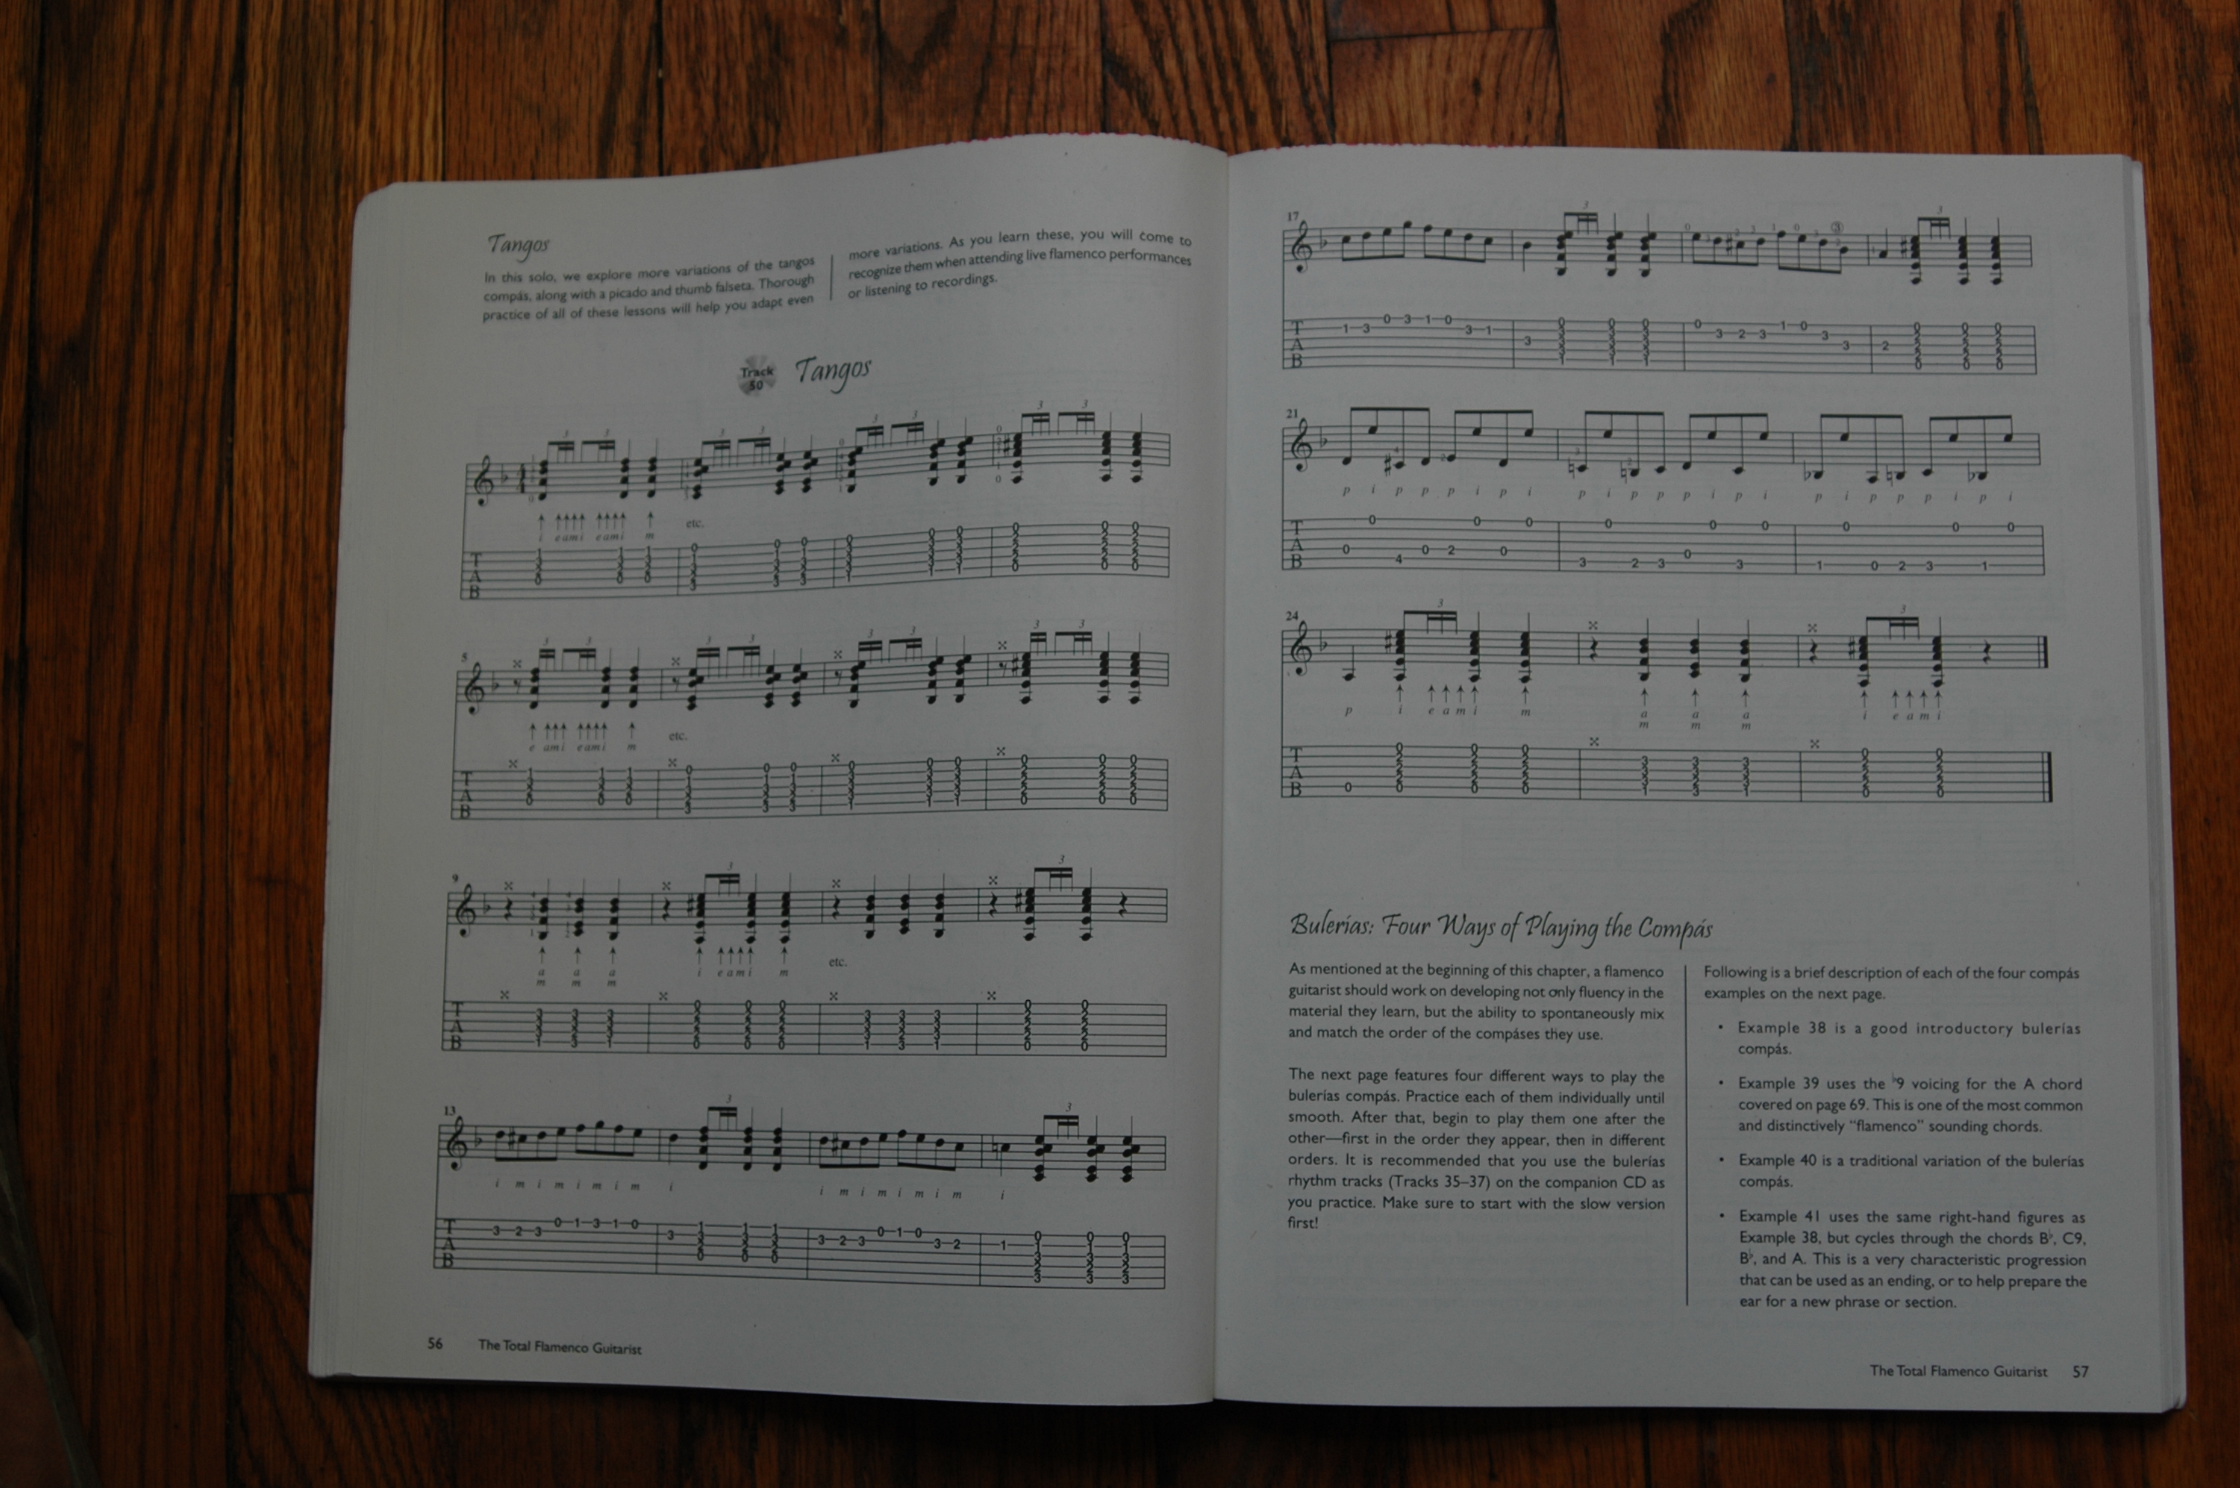 Tangos
In this solo, we explore more variations of the tangos
compás, along with a picado and thumb falseta. Thorough
practice of all of these lessons will help you adapt even
more variations. As you learn these, you will come to
recognize them when attending live flamenco performances
or listening to recordings.
Track
50
Tangos
etc.
5
etc.
9
etc.
13
i m i m i m i m i
i m i m i m i m i
56 The Total Flamenco Guitarist
17
21
p i p p p i p i p i p p p i p i p i p p p i p i
24
p i e a m i m
Bulerías: Four Ways of Playing the Compás
As mentioned at the beginning of this chapter, a flamenco
guitarist should work on developing not only fluency in the
material they learn, but the ability to spontaneously mix
and match the order of the compáses they use.
The next page features four different ways to play the
bulerías compás. Practice each of them individually until
smooth. After that, begin to play them one after the
other—first in the order they appear, then in different
orders. It is recommended that you use the bulerías
rhythm tracks (Tracks 35–37) on the companion CD as
you practice. Make sure to start with the slow version
first!
Following is a brief description of each of the four compás
examples on the next page.
• Example 38 is a good introductory bulerías
compás.
• Example 39 uses the ♭9 voicing for the A chord
covered on page 69. This is one of the most common
and distinctively “flamenco” sounding chords.
• Example 40 is a traditional variation of the bulerías
compás.
• Example 41 uses the same right-hand figures as
Example 38, but cycles through the chords B♭, C9,
B♭, and A. This is a very characteristic progression
that can be used as an ending, or to help prepare the
ear for a new phrase or section.
The Total Flamenco Guitarist 57